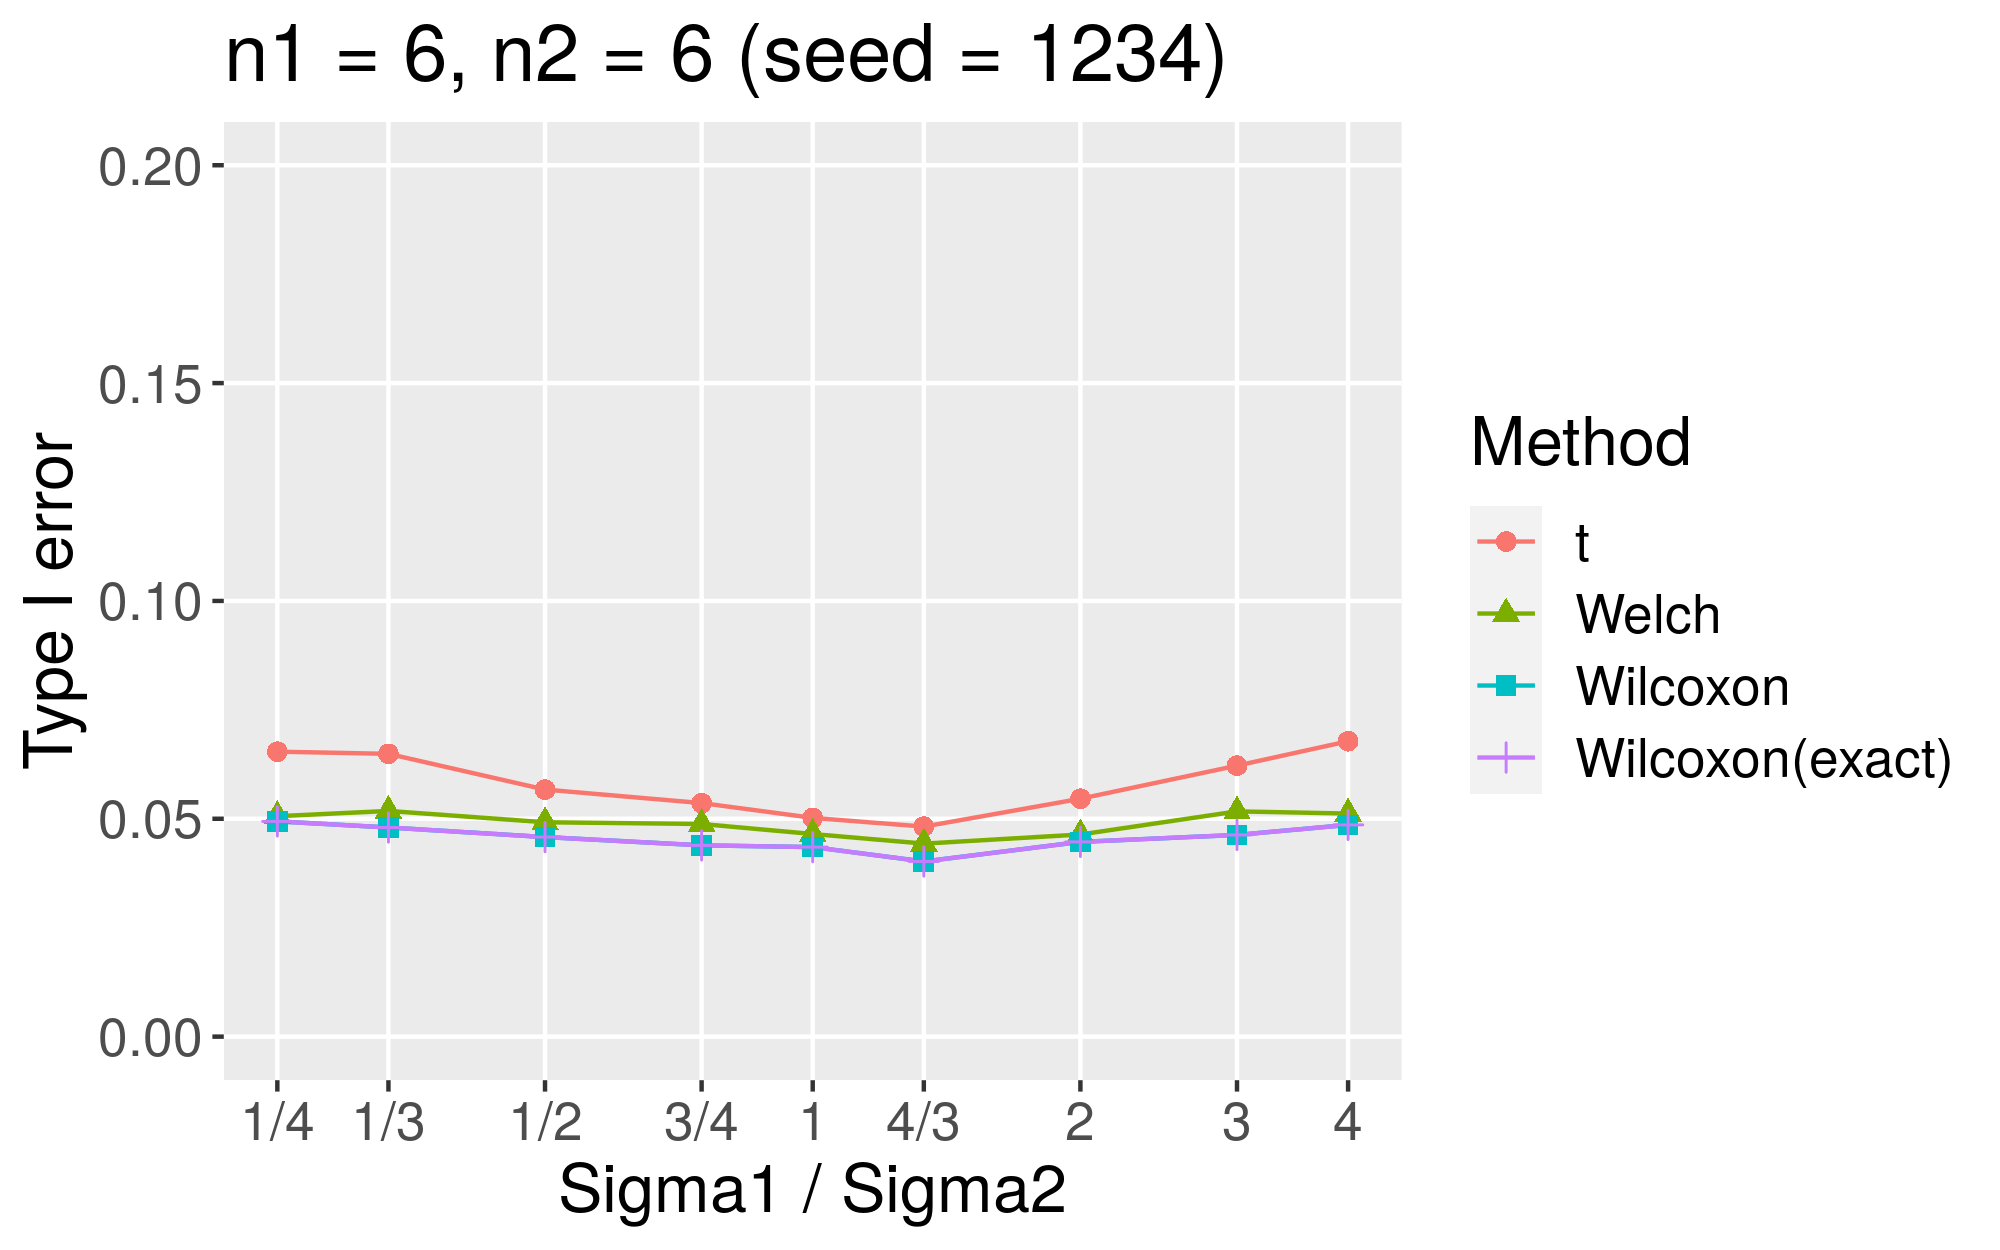 n1 = 6, n2 = 6 (seed = 1234)
Type I error
0.20
0.15
0.10
0.05
0.00
1/4 1/3 1/2 3/4 1 4/3 2 3 4
Sigma1 / Sigma2
Method
t
Welch
Wilcoxon
Wilcoxon(exact)